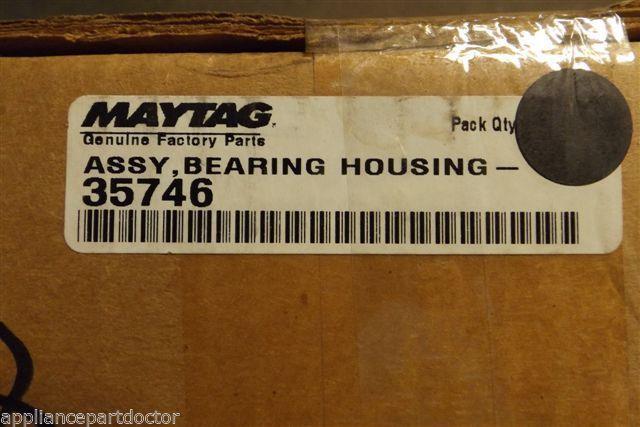 MAYTAG
Genuine Factory Parts
Pack Qty
ASSY, BEARING HOUSING —
35746
appliancepartdoctor